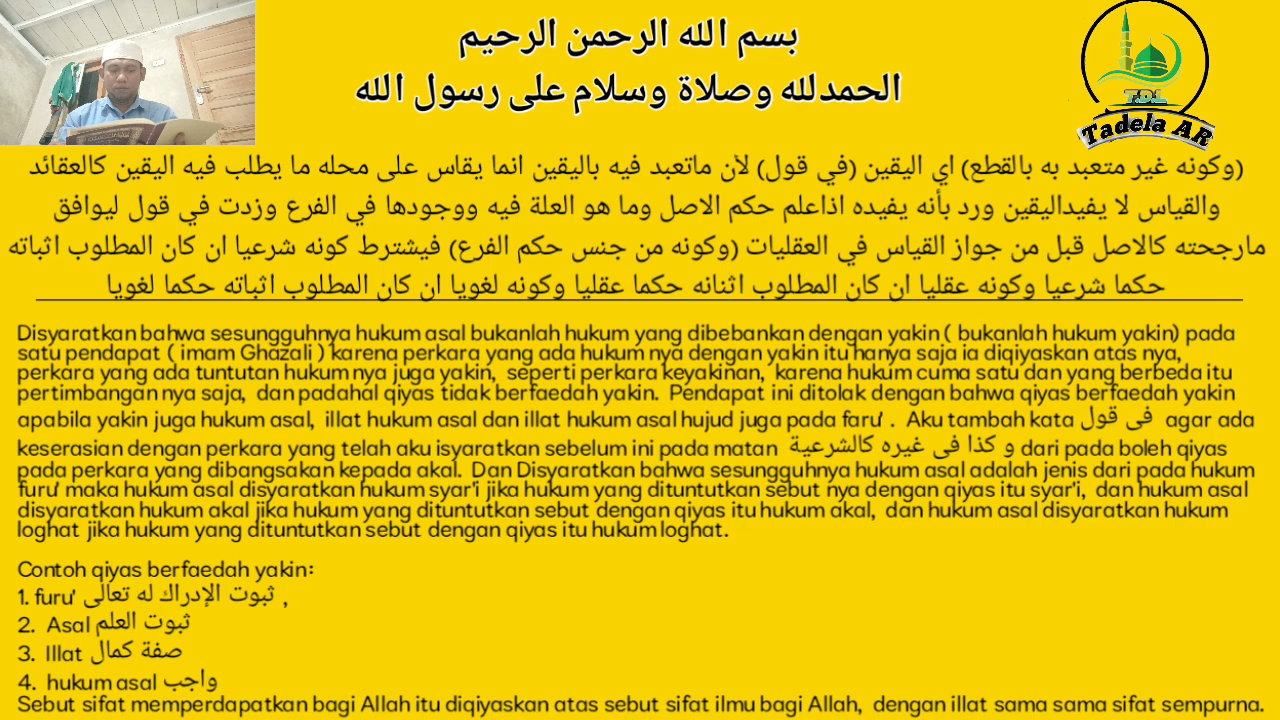 بسم الله الرحمن الرحيم
الحمدلله وصلاة وسلام على رسول الله
T.D.L
Tadela AR
(وكونه غير متعبد به بالقطع) اي اليقين (في قول) لأن ماتعبد فيه باليقين انما يقاس على محله ما يطلب فيه اليقين كالعقائد
والقياس لا يفيداليقين ورد بأنه يفيده اذاعلم حكم الاصل وما هو العلة فيه ووجودها في الفرع وزدت في قول ليوافق
مارجحته كالاصل قبل من جواز القياس في العقليات (وكونه من جنس حكم الفرع) فيشترط كونه شرعيا ان كان المطلوب اثباته
حكما شرعيا وكونه عقليا ان كان المطلوب اثنانه حكما عقليا وكونه لغويا ان كان المطلوب اثباته حكما لغويا
Disyaratkan bahwa sesungguhnya hukum asal bukanlah hukum yang dibebankan dengan yakin ( bukanlah hukum yakin) pada
satu pendapat ( imam Ghazali ) karena perkara yang ada hukum nya dengan yakin itu hanya saja ia diqiyaskan atas nya,
perkara yang ada tuntutan hukum nya juga yakin, seperti perkara keyakinan, karena hukum cuma satu dan yang berbeda itu
pertimbangan nya saja, dan padahal qiyas tidak berfaedah yakin. Pendapat ini ditolak dengan bahwa qiyas berfaedah yakin
apabila yakin juga hukum asal, illat hukum asal dan illat hukum asal hujud juga pada faru' . Aku tambah kata فى قول agar ada
keserasian dengan perkara yang telah aku isyaratkan sebelum ini pada matan و كذا فى غيره كالشرعية dari pada boleh qiyas
pada perkara yang dibangsakan kepada akal. Dan Disyaratkan bahwa sesungguhnya hukum asal adalah jenis dari pada hukum
furu' maka hukum asal disyaratkan hukum syar'i jika hukum yang dituntutkan sebut nya dengan qiyas itu syar'i, dan hukum asal
disyaratkan hukum akal jika hukum yang dituntutkan sebut dengan qiyas itu hukum akal, dan hukum asal disyaratkan hukum
loghat jika hukum yang dituntutkan sebut dengan qiyas itu hukum loghat.
Contoh qiyas berfaedah yakin:
1. furu' ثبوت الإدراك له تعالى ,
2. Asal ثبوت العلم
3. Illat صفة كمال
4. hukum asal واجب
Sebut sifat memperdapatkan bagi Allah itu diqiyaskan atas sebut sifat ilmu bagi Allah, dengan illat sama sama sifat sempurna.